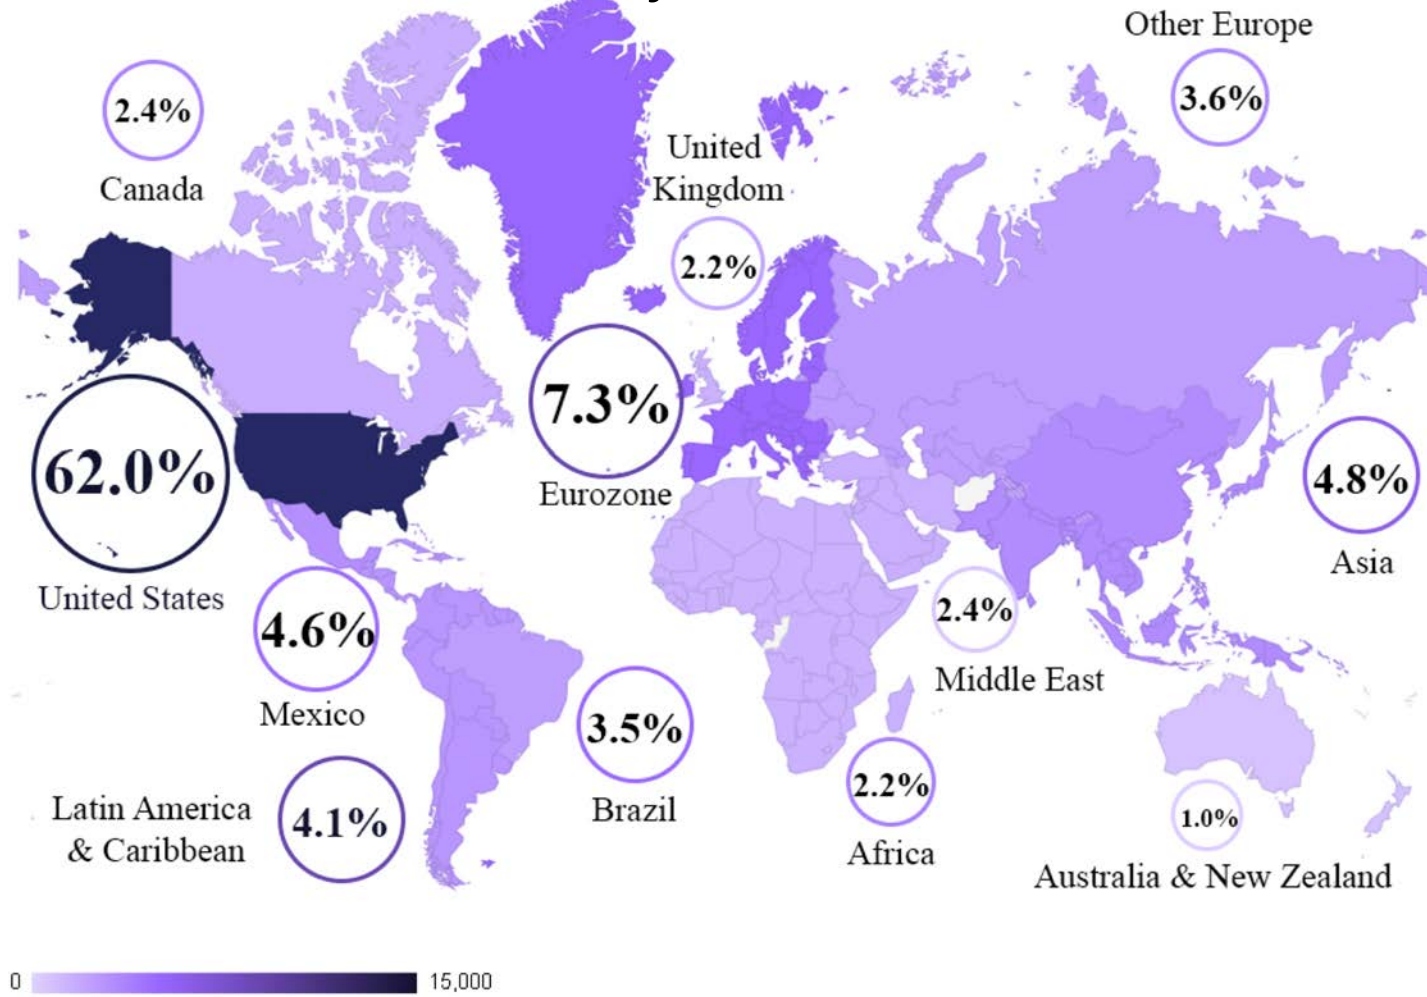 Other Europe
3.6%
2.4%
Canada
United
Kingdom
2.2%
7.3%
Eurozone
62.0%
United States
4.8%
Asia
4.6%
Mexico
2.4%
Middle East
3.5%
Brazil
Latin America
& Caribbean
4.1%
2.2%
Africa
1.0%
Australia & New Zealand
0
15,000